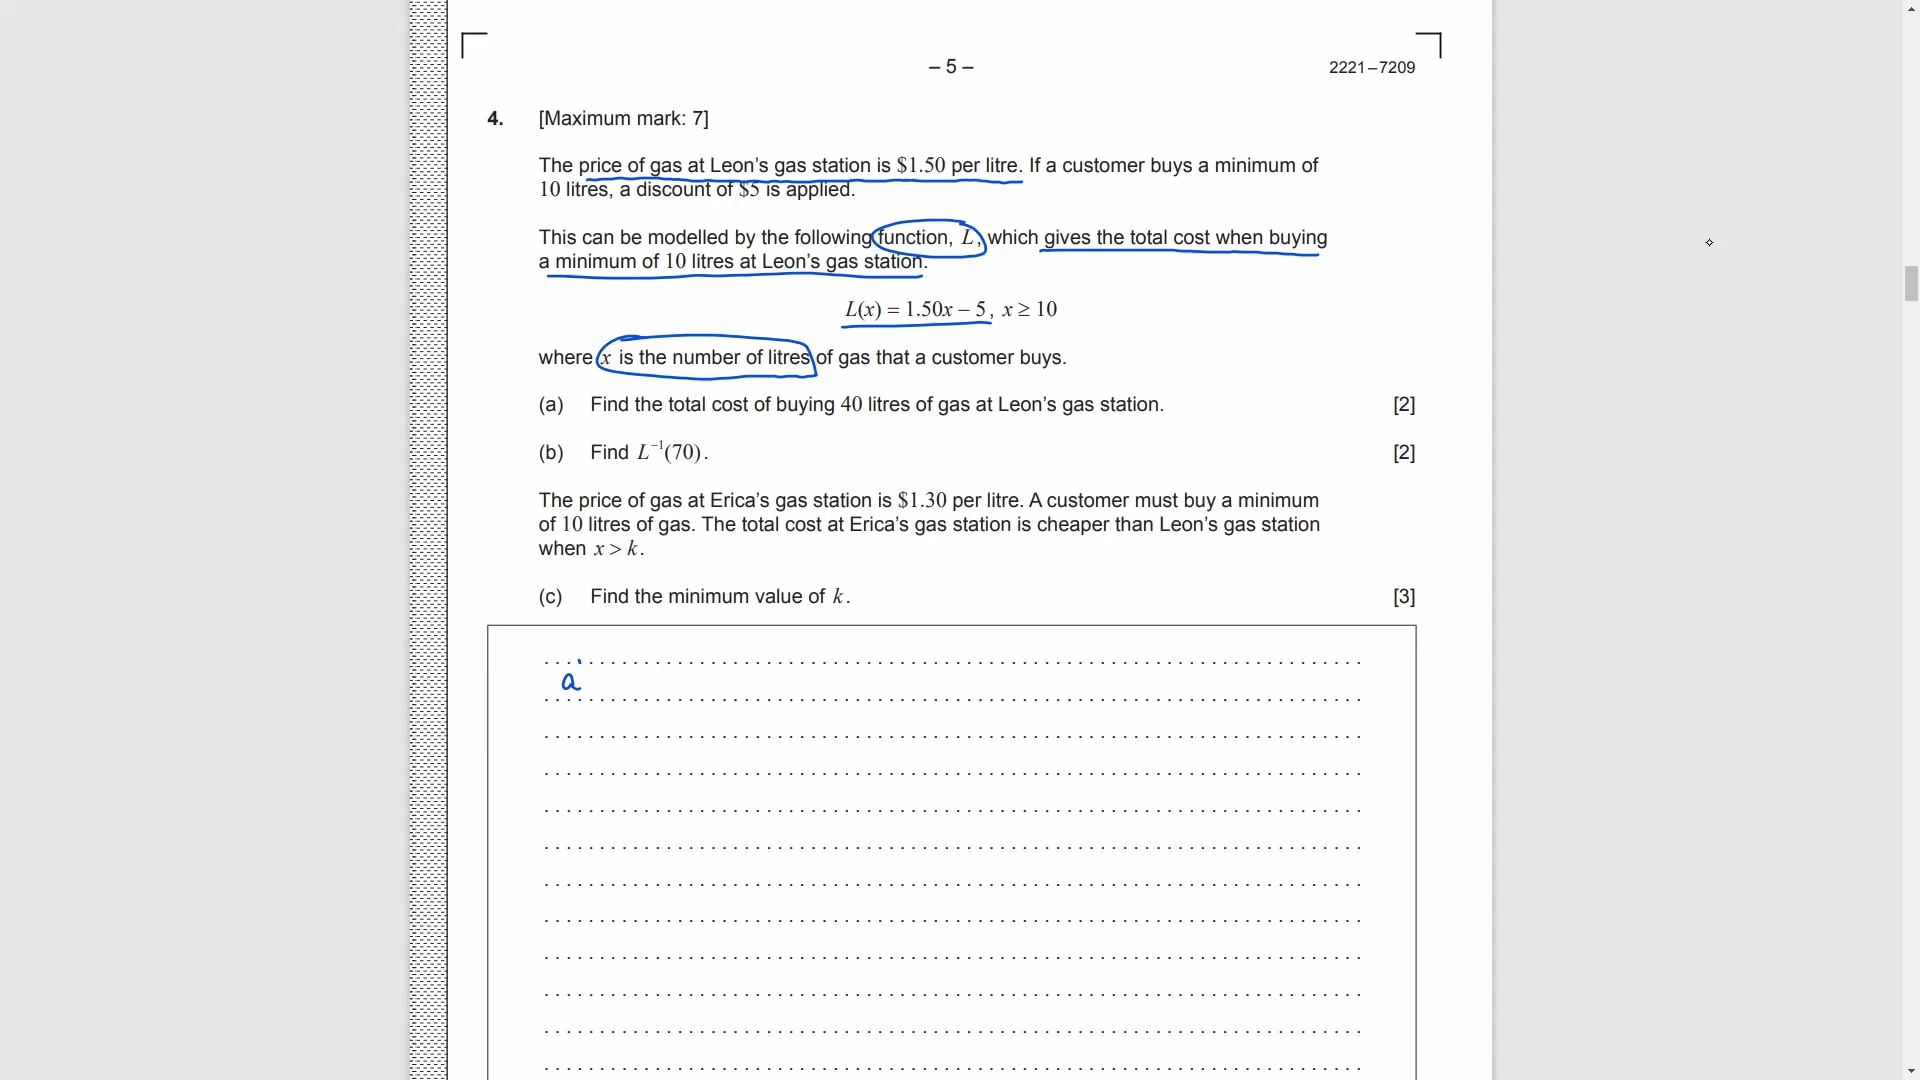 – 5 –
2221 – 7209
4. [Maximum mark: 7]
The price of gas at Leon’s gas station is $1.50 per litre. If a customer buys a minimum of
10 litres, a discount of $5 is applied.
This can be modelled by the following function, L, which gives the total cost when buying
a minimum of 10 litres at Leon’s gas station.
L(x) = 1.50x – 5, x ≥ 10
where x is the number of litres of gas that a customer buys.
(a) Find the total cost of buying 40 litres of gas at Leon’s gas station. [2]
(b) Find L⁻¹(70). [2]
The price of gas at Erica’s gas station is $1.30 per litre. A customer must buy a minimum
of 10 litres of gas. The total cost at Erica’s gas station is cheaper than Leon’s gas station
when x > k.
(c) Find the minimum value of k. [3]
a